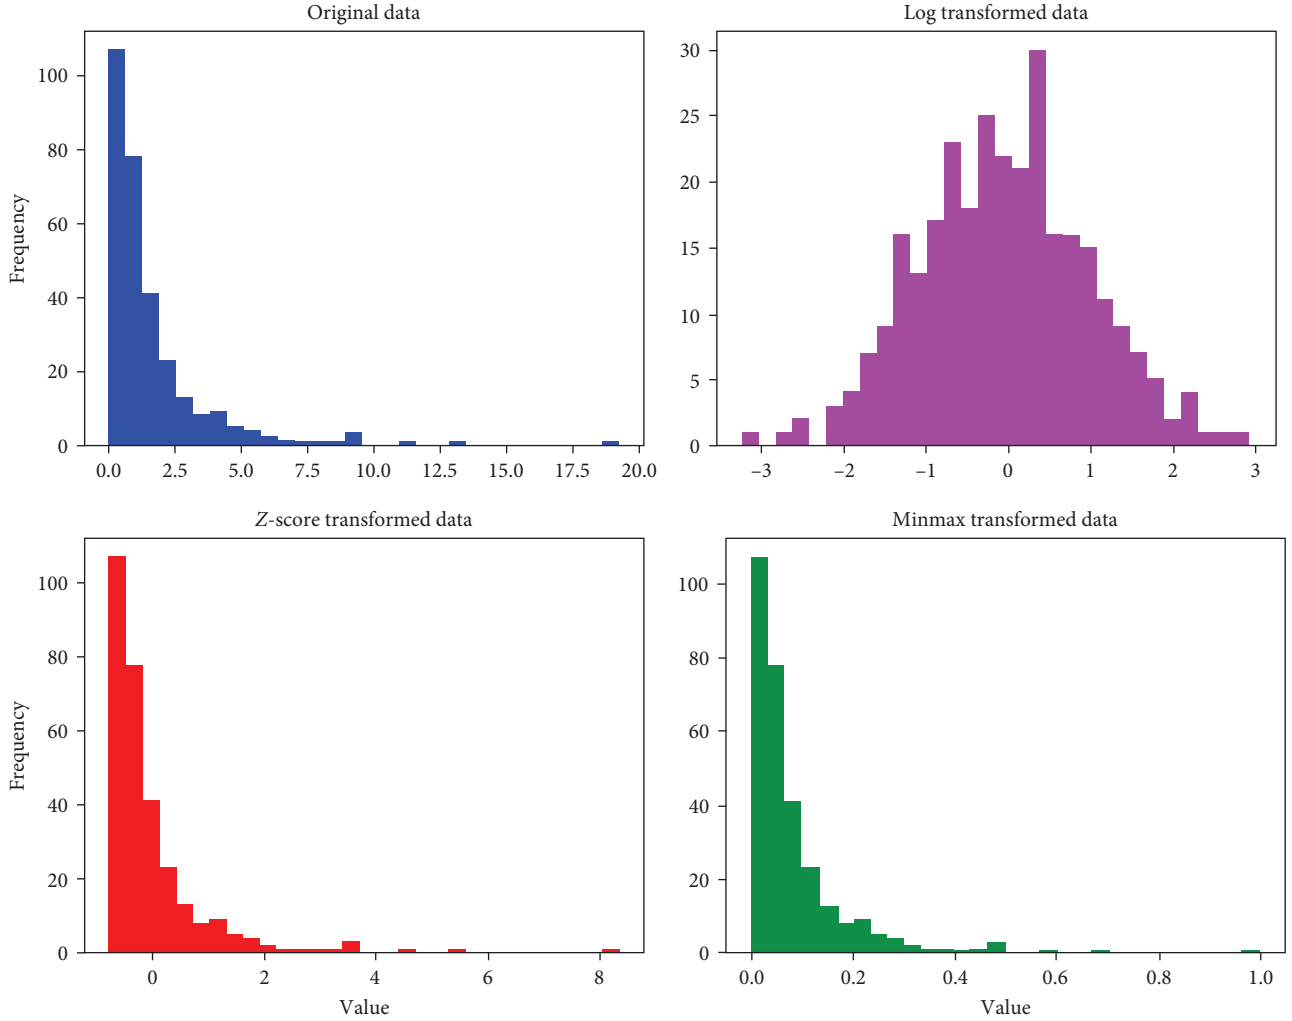 Original data
Frequency
100
80
60
40
20
0
0.0 2.5 5.0 7.5 10.0 12.5 15.0 17.5 20.0
Log transformed data
30
25
20
15
10
5
0
–3 –2 –1 0 1 2 3
Z-score transformed data
Frequency
100
80
60
40
20
0
0 2 4 6 8
Value
Minmax transformed data
100
80
60
40
20
0
0.0 0.2 0.4 0.6 0.8 1.0
Value